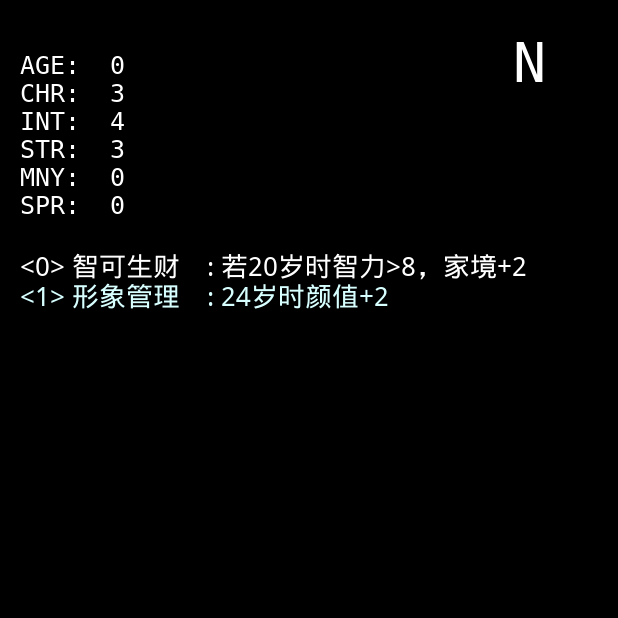 N
AGE: 0
CHR: 3
INT: 4
STR: 3
MNY: 0
SPR: 0
<0> 智可生财 : 若20岁时智力>8，家境+2
<1> 形象管理 : 24岁时颜值+2